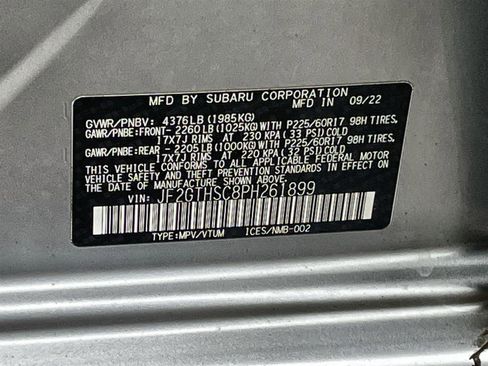 MFD BY SUBARU CORPORATION MFD IN 09/22
GVWR/PNBV: 4376LB (1985KG)
GAWR/PNBE:FRONT- 2260LB (1025KG)WITH P225/60R17 98H TIRES,
17X7J RIMS AT 230 KPA (33 PSI) COLD
GAWR/PNBE:REAR- 2205LB (1000KG)WITH P225/60R17 98H TIRES,
17X7J RIMS AT 220 KPA (32 PSI) COLD
THIS VEHICLE CONFORMS TO ALL APPLICABLE FEDERAL MOTOR
VEHICLE SAFETY AND THEFT PREVENTION STANDARDS IN EFFECT
ON THE DATE OF MANUFACTURE SHOWN ABOVE.
VIN: JF2GTHSC8PH261899
TYPE:MPV/VTUM ICES/NMB-002